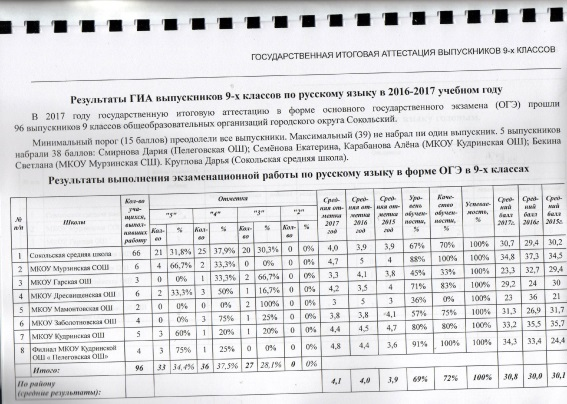 ГОСУДАРСТВЕННАЯ ИТОГОВАЯ АТТЕСТАЦИЯ ВЫПУСКНИКОВ 9-х КЛАССОВ
Результаты ГИА выпускников 9-х классов по русскому языку в 2016-2017 учебном году
В 2017 году государственную итоговую аттестацию в форме основного государственного экзамена (ОГЭ) прошли
96 выпускников 9 классов общеобразовательных организаций городского округа Сокольский.
Минимальный порог (15 баллов) преодолели все выпускники. Максимальный (39) не набрал ни один выпускник. 5 выпускников
набрали 38 баллов: Смирнова Дария (Пелеговская ОШ); Семёнова Екатерина, Карабанова Алёна (МКОУ Кудринская ОШ); Бекина
Светлана (МКОУ Мурзинская СШ). Круглова Дарья (Сокольская средняя школа).
Результаты выполнения экзаменационной работы по русскому языку в форме ОГЭ в 9-х классах
№ п/п Школы Кол-во учащихся, выполнивших работу Отметки Средняя отметка 2017 год Средняя отметка 2016 год Средняя отметка 2015 год Уровень обученности, % Качество обученности, % Успеваемость, % Средний балл 2017г. Средний балл 2016г Средний балл 2015г.
"5" "4" "3" "2"
Кол-во % Кол-во % Кол-во % Кол-во %
1 Сокольская средняя школа 66 21 31,8% 25 37,9% 20 30,3% 0 0% 4,0 3,9 3,9 67% 70% 100% 30,7 29,4 30,2
2 МКОУ Мурзинская СОШ 6 4 66,7% 2 33,3% 0 0% 0 0% 4,7 5 4 88% 100% 100% 34,8 37,3 34,5
3 МКОУ Гарская ОШ 3 0 0% 1 33,3% 2 66,7% 0 0% 3,3 4,1 3,8 45% 33% 100% 23,3 32,7 29,4
4 МКОУ Дресвищенская ОШ 6 2 33,3% 3 50% 1 16,7% 0 0% 4,2 3,5 4 71% 83% 100% 29,2 24 30
5 МКОУ Мамонтовская ОШ 2 0 0% 0 0% 2 100% 0 0% 3 5 3 36% 0% 100% 23 36 21
6 МКОУ Заболотновская ОШ 4 0 0% 3 75% 1 25% 0 0% 3,8 3,8 4,1 57% 75% 100% 31,3 26,9 31,7
7 МКОУ Кудринская ОШ 5 3 60% 1 20% 1 20% 0 0% 4,4 4,5 4,7 80% 80% 100% 33,2 35,5 35,7
8 Филиал МКОУ Кудринской ОШ « Пелеговская ОШ» 4 3 75% 1 25% 0 0% 0 0% 4,8 4,4 3,6 91% 100% 100% 34,3 33,4 24,4
Итого: 96 33 34,4% 36 37,5% 27 28,1% 0 0%
По району (средние результаты): 4,1 4,0 3,9 69% 72% 100% 30,8 30,0 30,1